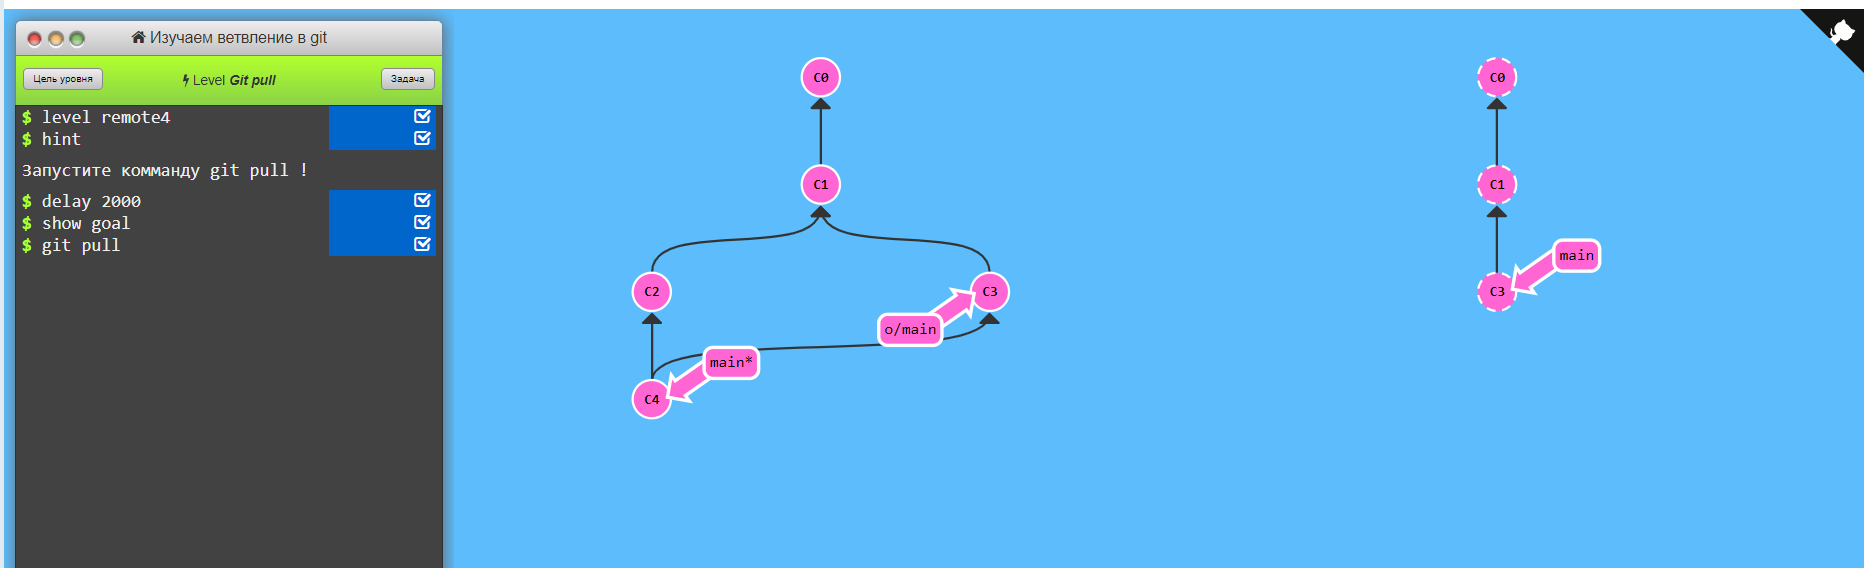 Изучаем ветвление в git
Цель уровня
Level Git pull
Задача
$ level remote4
$ hint
Запустите комманду git pull !
$ delay 2000
$ show goal
$ git pull
C0
C1
C2
C3
o/main
main*
C4
C0
C1
main
C3